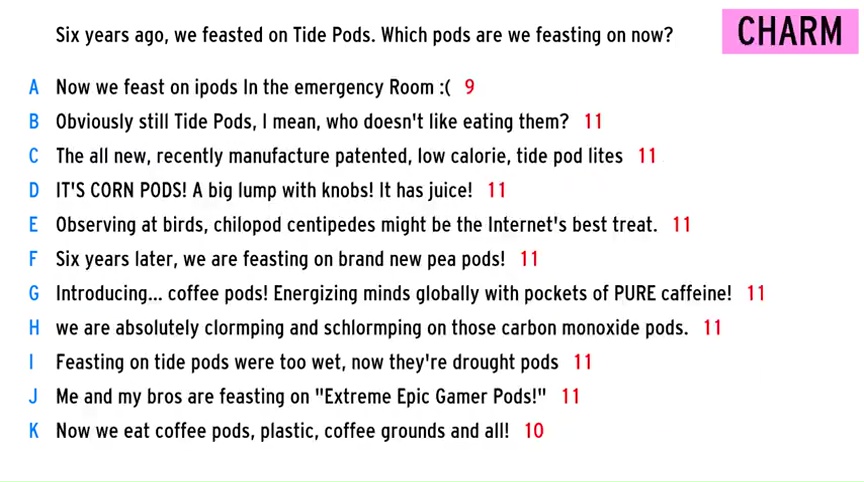 Six years ago, we feasted on Tide Pods. Which pods are we feasting on now?
CHARM
A Now we feast on ipods In the emergency Room :( 9
B Obviously still Tide Pods, I mean, who doesn't like eating them? 11
C The all new, recently manufacture patented, low calorie, tide pod lites 11
D IT'S CORN PODS! A big lump with knobs! It has juice! 11
E Observing at birds, chilopod centipedes might be the Internet's best treat. 11
F Six years later, we are feasting on brand new pea pods! 11
G Introducing... coffee pods! Energizing minds globally with pockets of PURE caffeine! 11
H we are absolutely clormping and schlormping on those carbon monoxide pods. 11
I Feasting on tide pods were too wet, now they're drought pods 11
J Me and my bros are feasting on "Extreme Epic Gamer Pods!" 11
K Now we eat coffee pods, plastic, coffee grounds and all! 10